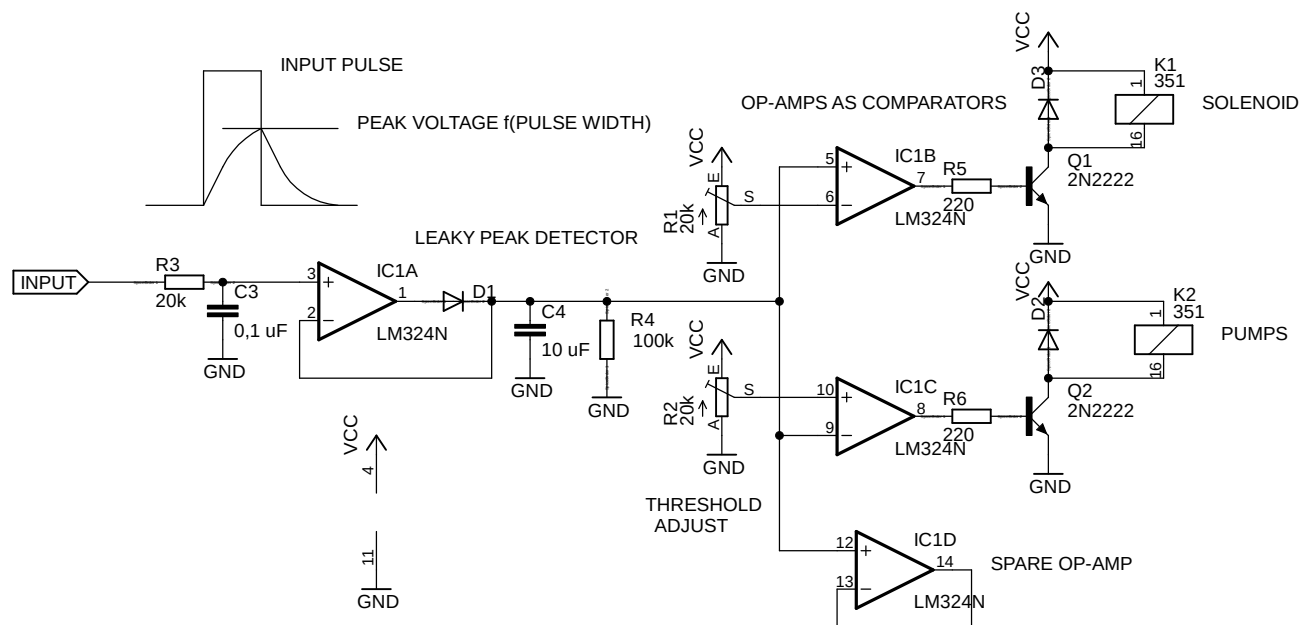 INPUT PULSE
PEAK VOLTAGE f(PULSE WIDTH)
OP-AMPS AS COMPARATORS
VCC
D3
K1
351
1
16
SOLENOID
VCC
E
R1
20k
A
S
GND
5
6
7
IC1B
LM324N
R5
220
Q1
2N2222
GND
LEAKY PEAK DETECTOR
INPUT
R3
20k
C3
0,1 uF
GND
3
2
1
IC1A
LM324N
D1
C4
10 uF
GND
R4
100k
GND
VCC
D2
K2
351
1
16
PUMPS
VCC
E
R2
20k
A
S
GND
10
9
8
IC1C
LM324N
R6
220
Q2
2N2222
GND
VCC
4
11
GND
THRESHOLD
ADJUST
12
13
14
IC1D
LM324N
SPARE OP-AMP